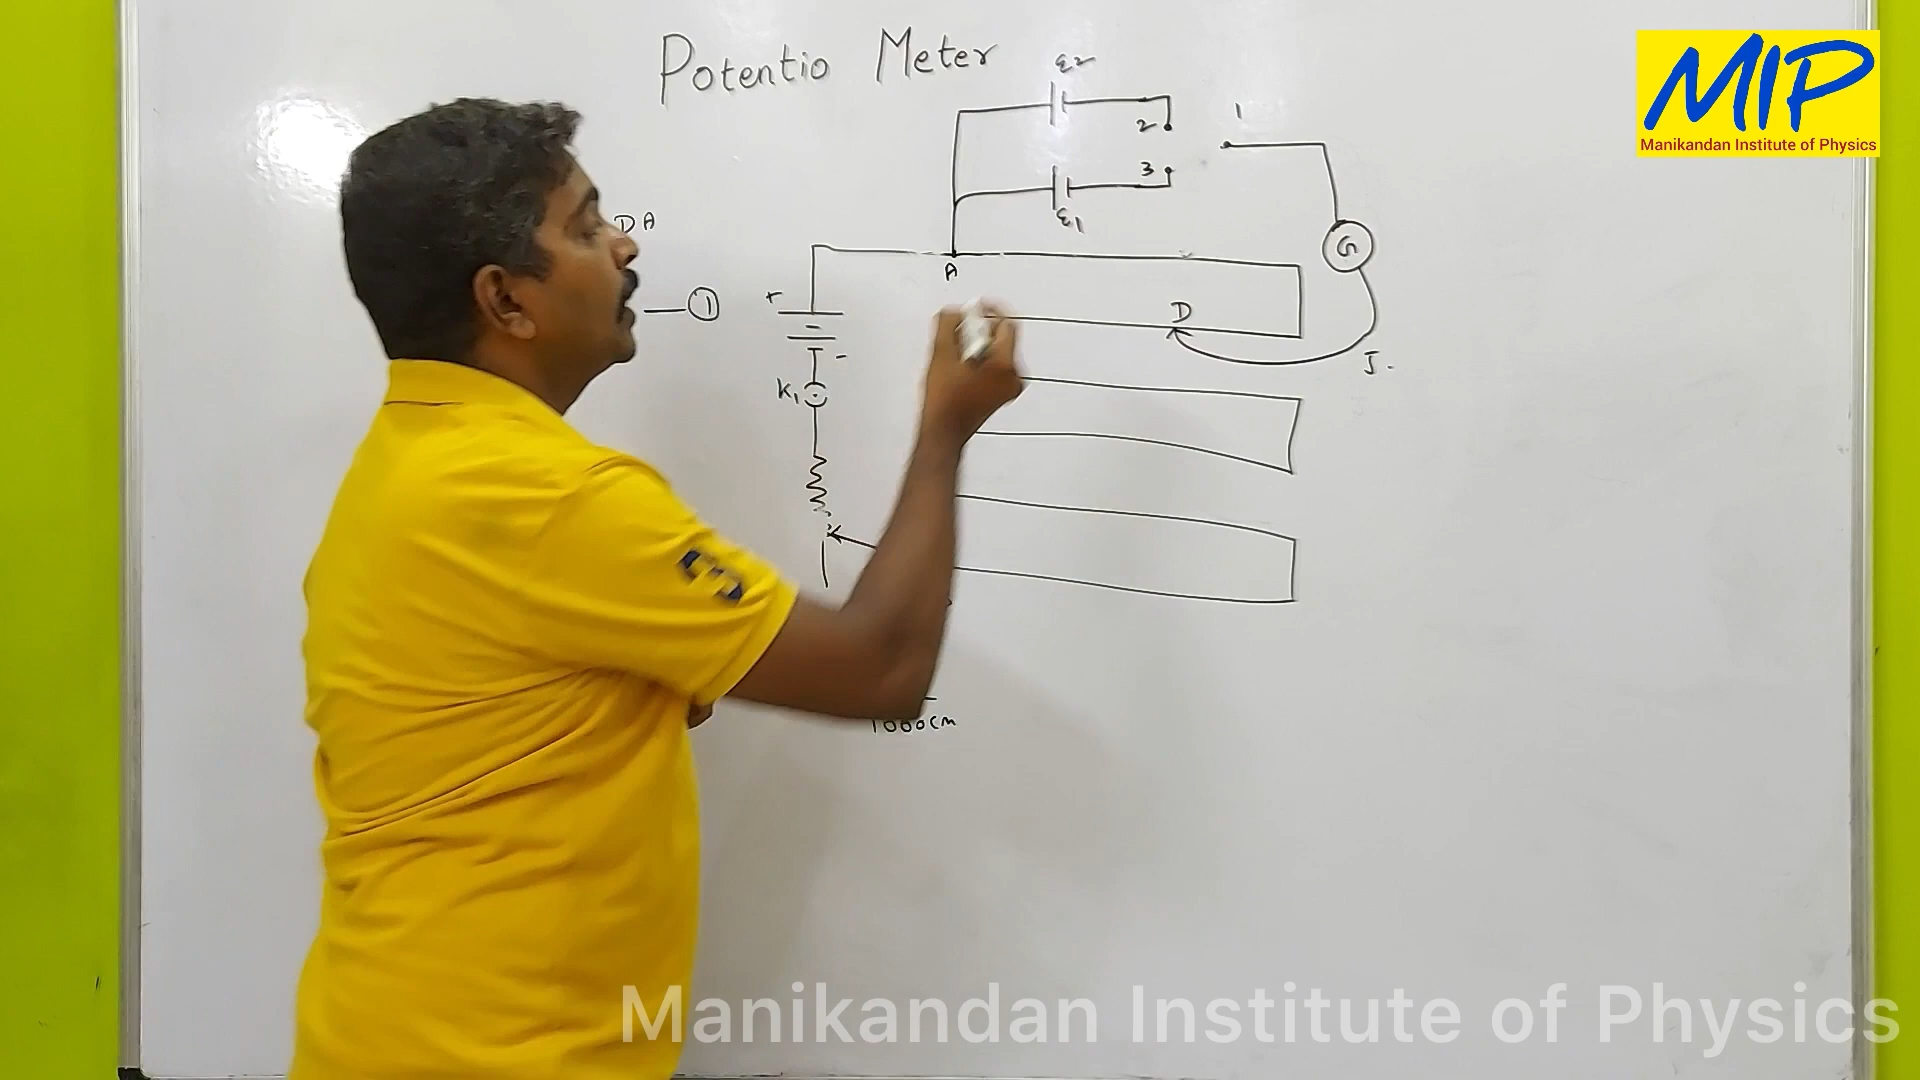 Potentio Meter
ε2
2
1
3
ε1
DA
G
A
+
D
1
-
J.
K1
1000cm
3
MIP
Manikandan Institute of Physics
Manikandan Institute of Physics